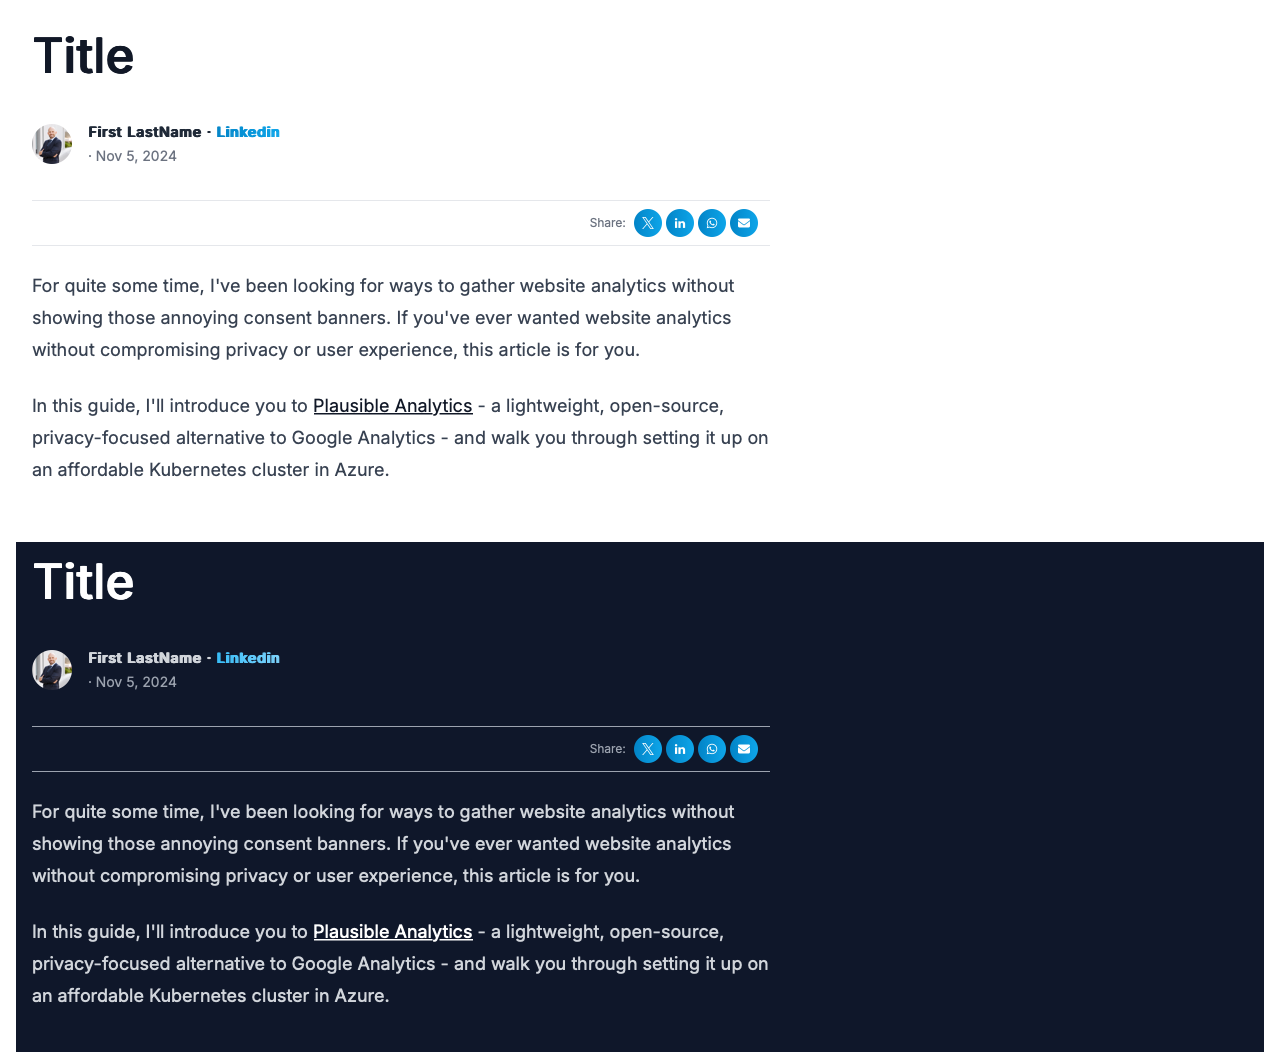 Title
First LastName · Linkedin
· Nov 5, 2024
Share:
For quite some time, I've been looking for ways to gather website analytics without
showing those annoying consent banners. If you've ever wanted website analytics
without compromising privacy or user experience, this article is for you.
In this guide, I'll introduce you to Plausible Analytics - a lightweight, open-source,
privacy-focused alternative to Google Analytics - and walk you through setting it up on
an affordable Kubernetes cluster in Azure.
Title
First LastName · Linkedin
· Nov 5, 2024
Share:
For quite some time, I've been looking for ways to gather website analytics without
showing those annoying consent banners. If you've ever wanted website analytics
without compromising privacy or user experience, this article is for you.
In this guide, I'll introduce you to Plausible Analytics - a lightweight, open-source,
privacy-focused alternative to Google Analytics - and walk you through setting it up on
an affordable Kubernetes cluster in Azure.